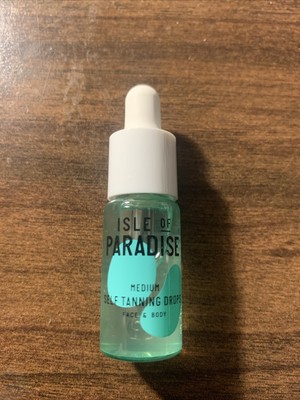 ISLE OF
PARADISE
MEDIUM
SELF TANNING DROPS
FACE & BODY